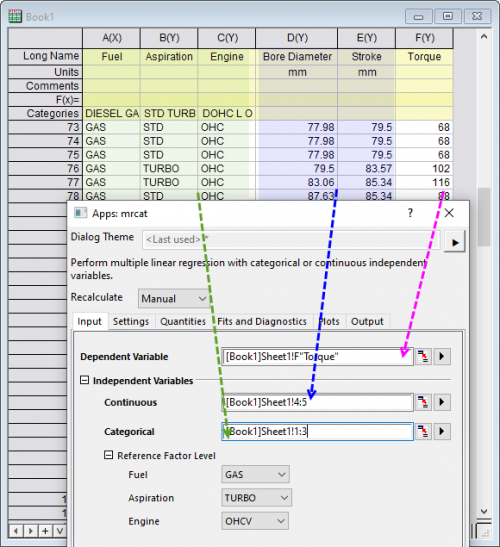 Book1
A(X) B(Y) C(Y) D(Y) E(Y) F(Y)
Long Name Fuel Aspiration Engine Bore Diameter Stroke Torque
Units mm mm
Comments
F(x)=
Categories DIESEL GA STD TURB DOHC L O
73 GAS STD OHC 77.98 79.5 68
74 GAS STD OHC 77.98 79.5 68
75 GAS STD OHC 77.98 79.5 68
76 GAS TURBO OHC 79.5 83.57 102
77 GAS TURBO OHC 83.06 85.34 116
78 GAS STD OHC 87.63 85.34 88
Apps: mrcat ? ×
Dialog Theme <Last used> *
Perform multiple linear regression with categorical or continuous independent
variables.
Recalculate Manual
Input Settings Quantities Fits and Diagnostics Plots Output
Dependent Variable [Book1]Sheet1!F"Torque"
Independent Variables
Continuous [Book1]Sheet1!4:5
Categorical [Book1]Sheet1!1:3
Reference Factor Level
Fuel GAS
Aspiration TURBO
Engine OHCV